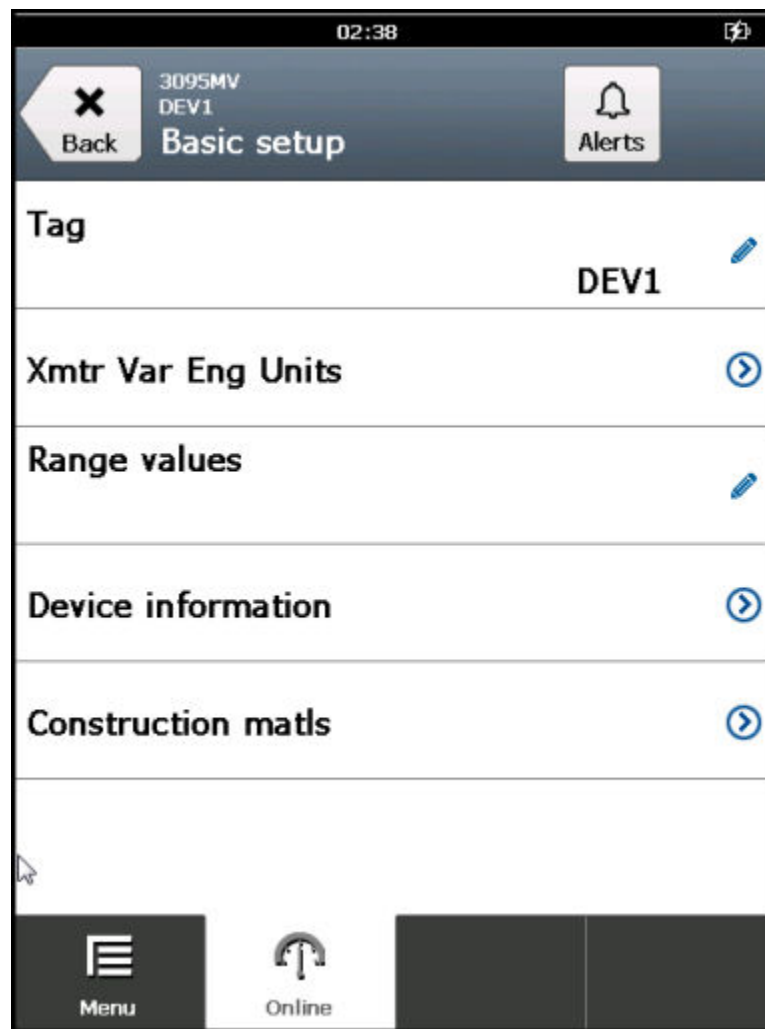 02:38
3095MV
DEV1
Basic setup
Back
Alerts
Tag
DEV1
Xmtr Var Eng Units
Range values
Device information
Construction matls
Menu
Online